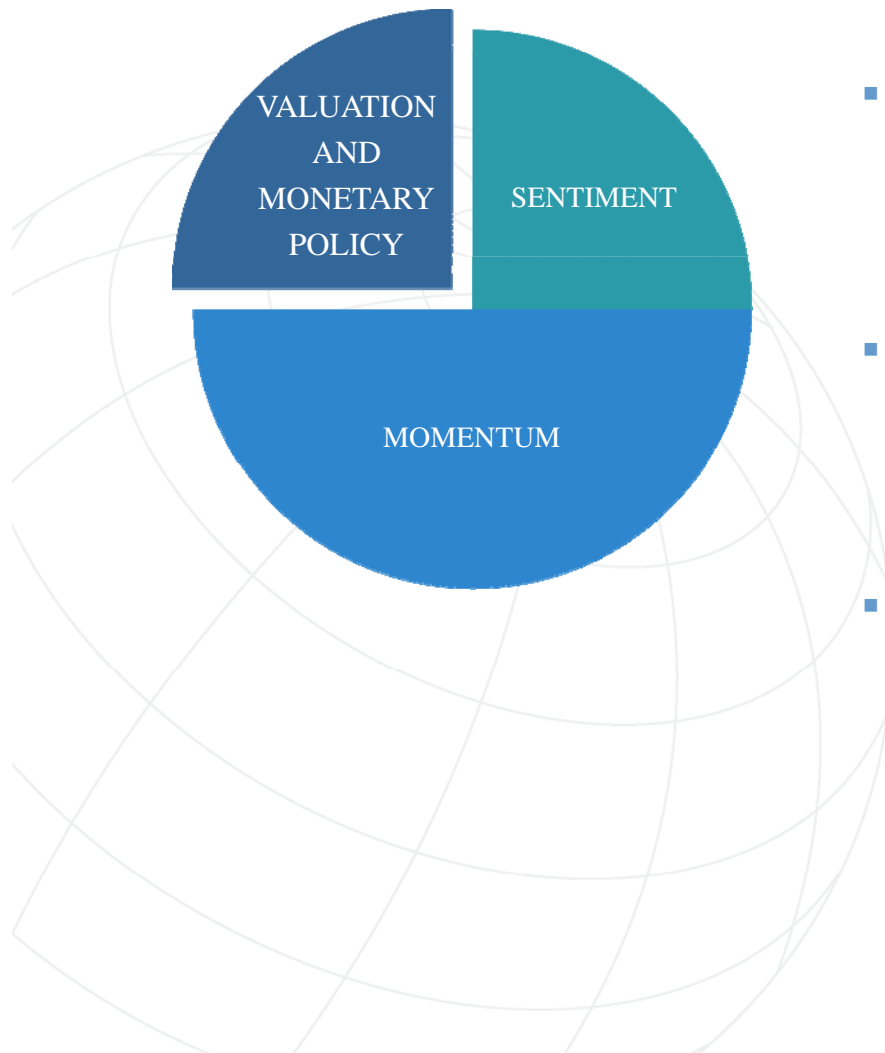 VALUATION
AND
MONETARY
POLICY
SENTIMENT
MOMENTUM